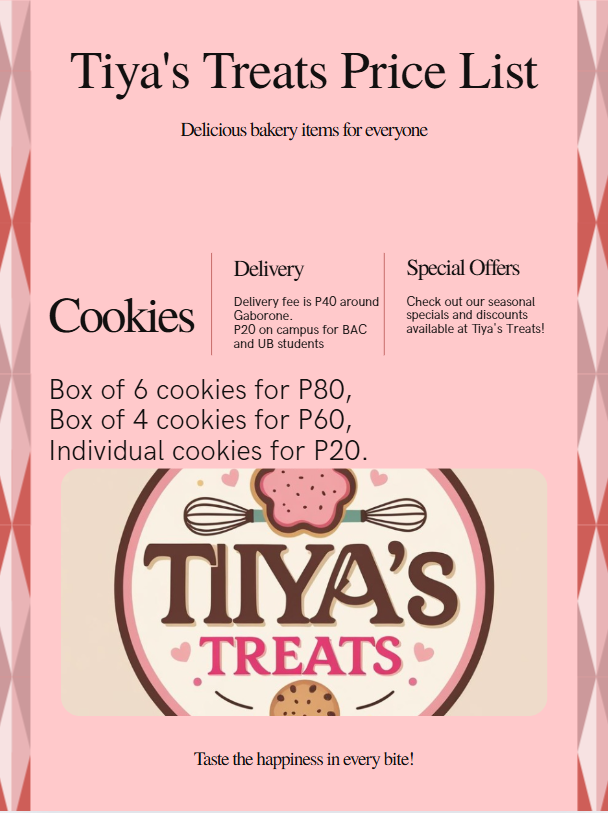 Tiya's Treats Price List
Delicious bakery items for everyone
Cookies
Delivery
Delivery fee is P40 around
Gaborone.
P20 on campus for BAC
and UB students
Special Offers
Check out our seasonal
specials and discounts
available at Tiya's Treats!
Box of 6 cookies for P80,
Box of 4 cookies for P60,
Individual cookies for P20.
TIIYA'S
TREATS
Taste the happiness in every bite!